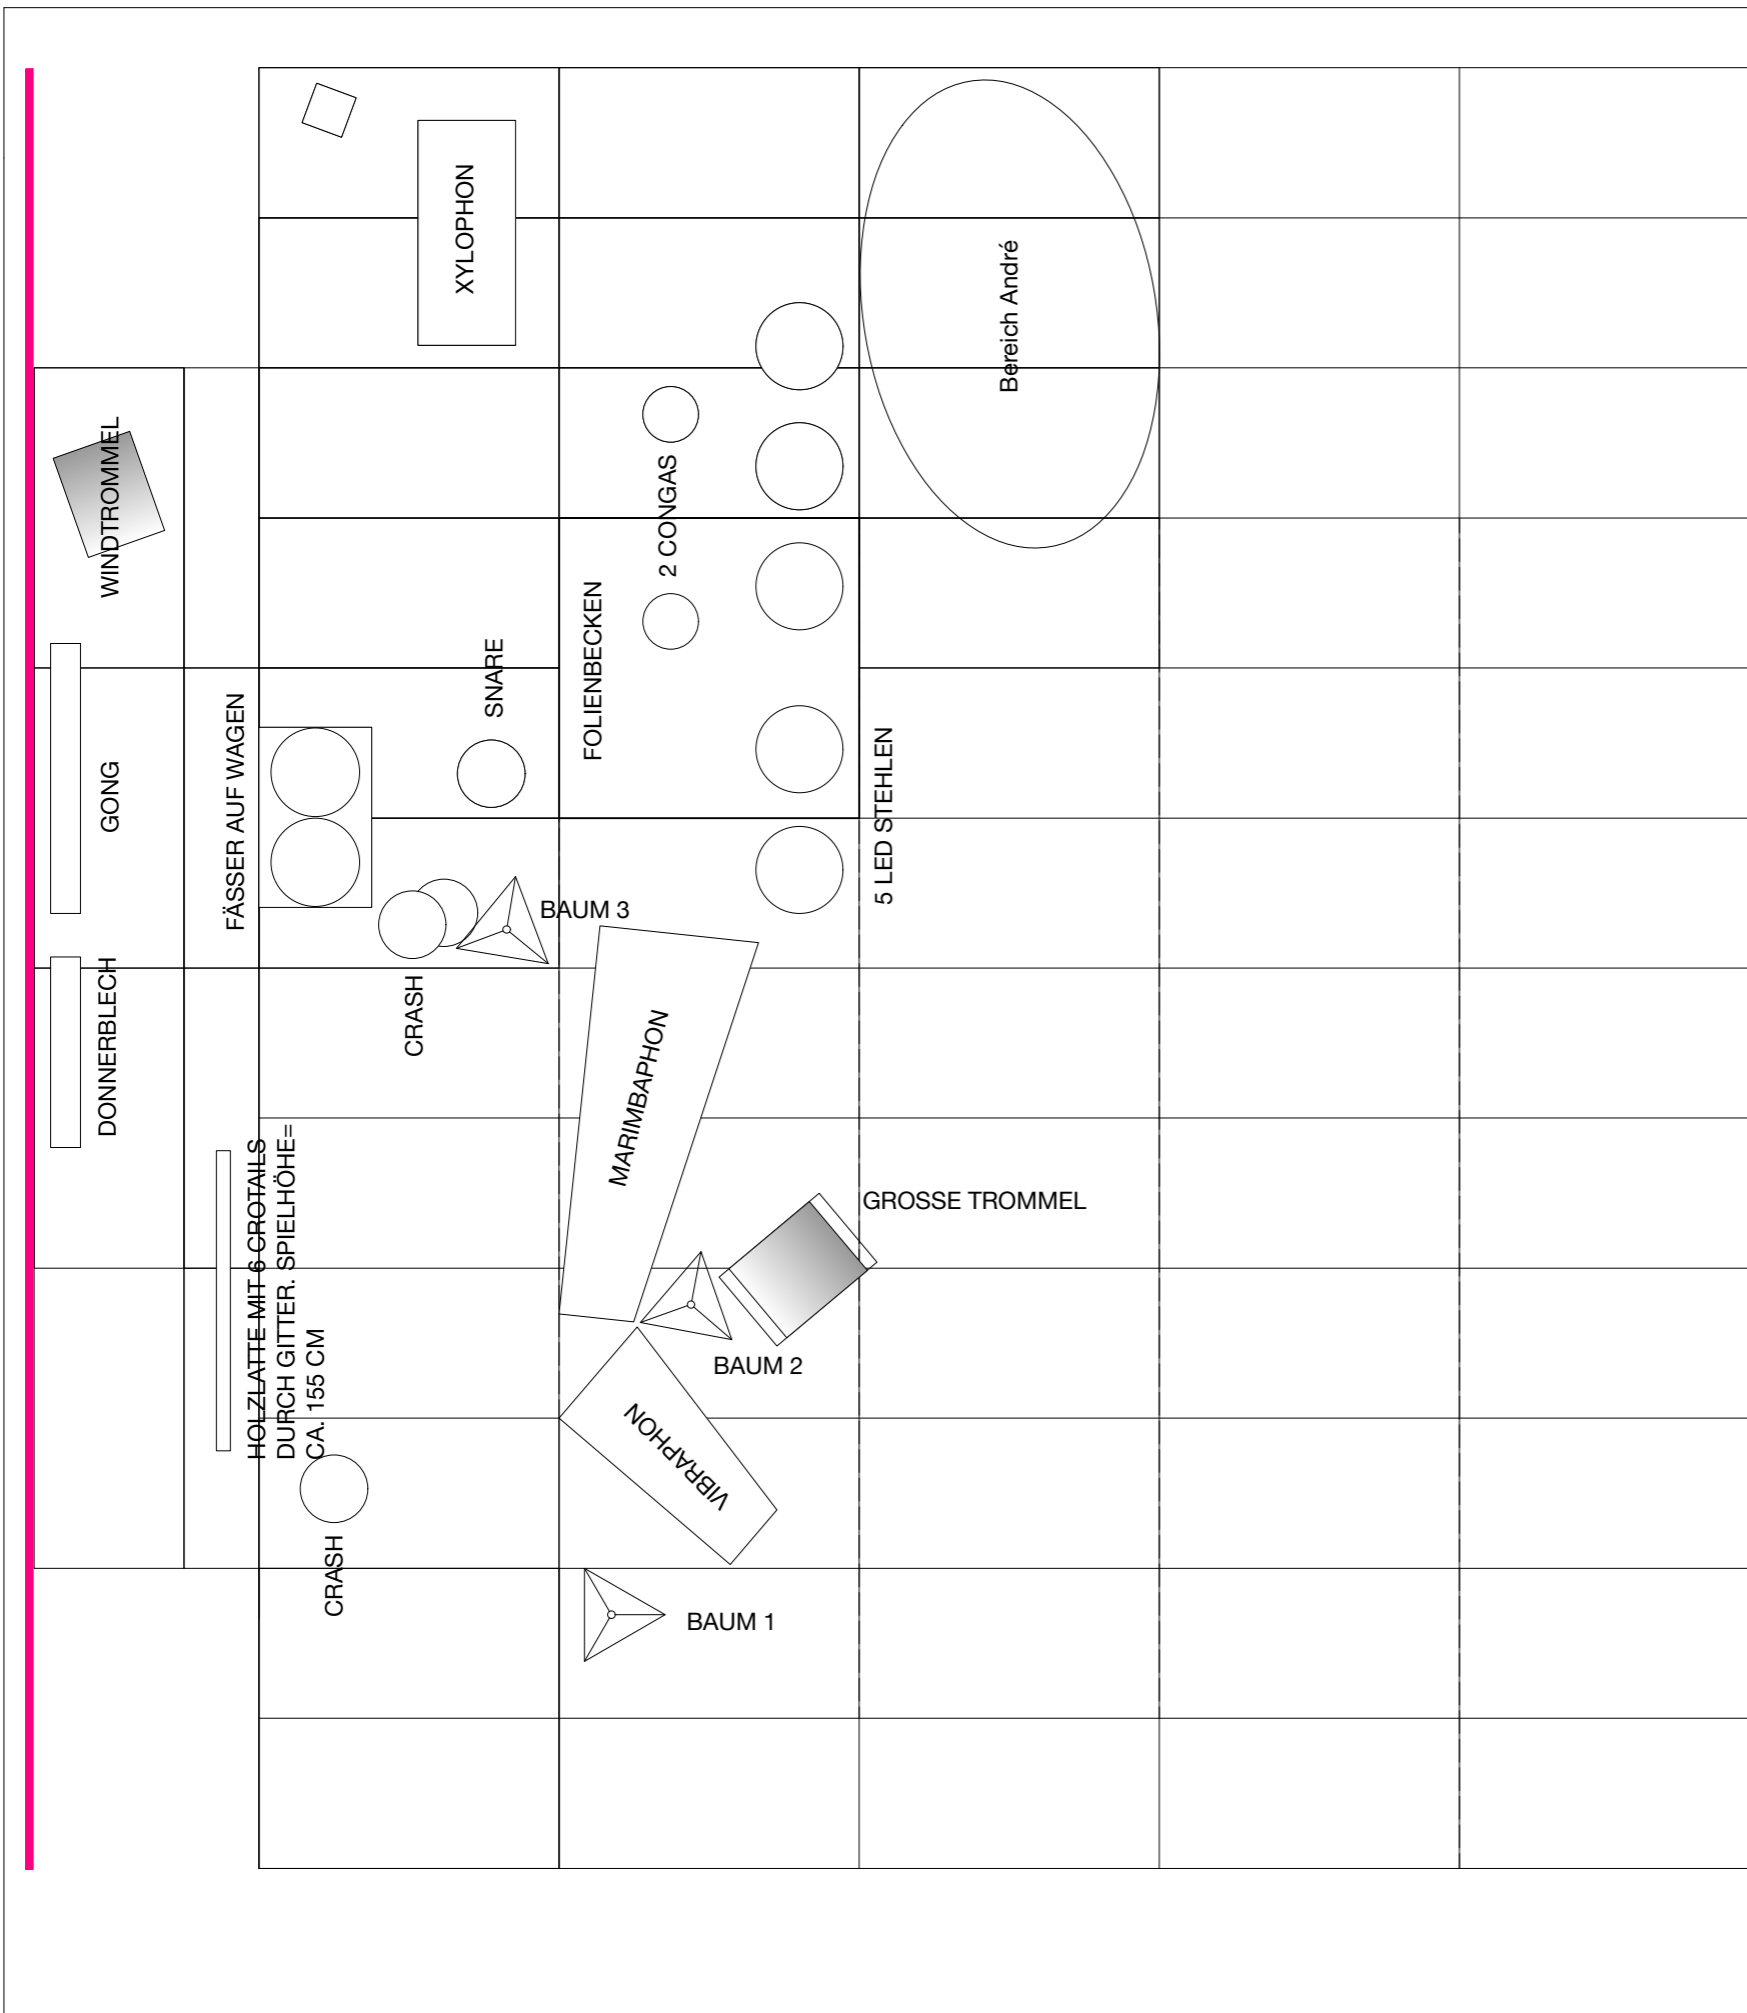 XYLOPHON
Bereich André
WINDTROMMEL
2 CONGAS
FOLIENBECKEN
SNARE
GONG
FÄSSER AUF WAGEN
5 LED STEHLEN
BAUM 3
DONNERBLECH
CRASH
MARIMBAPHON
HOLZLATTE MIT 6 CROTAILS
DURCH GITTER. SPIELHÖHE=
CA. 155 CM
GROSSE TROMMEL
BAUM 2
VIBRAPHON
CRASH
BAUM 1